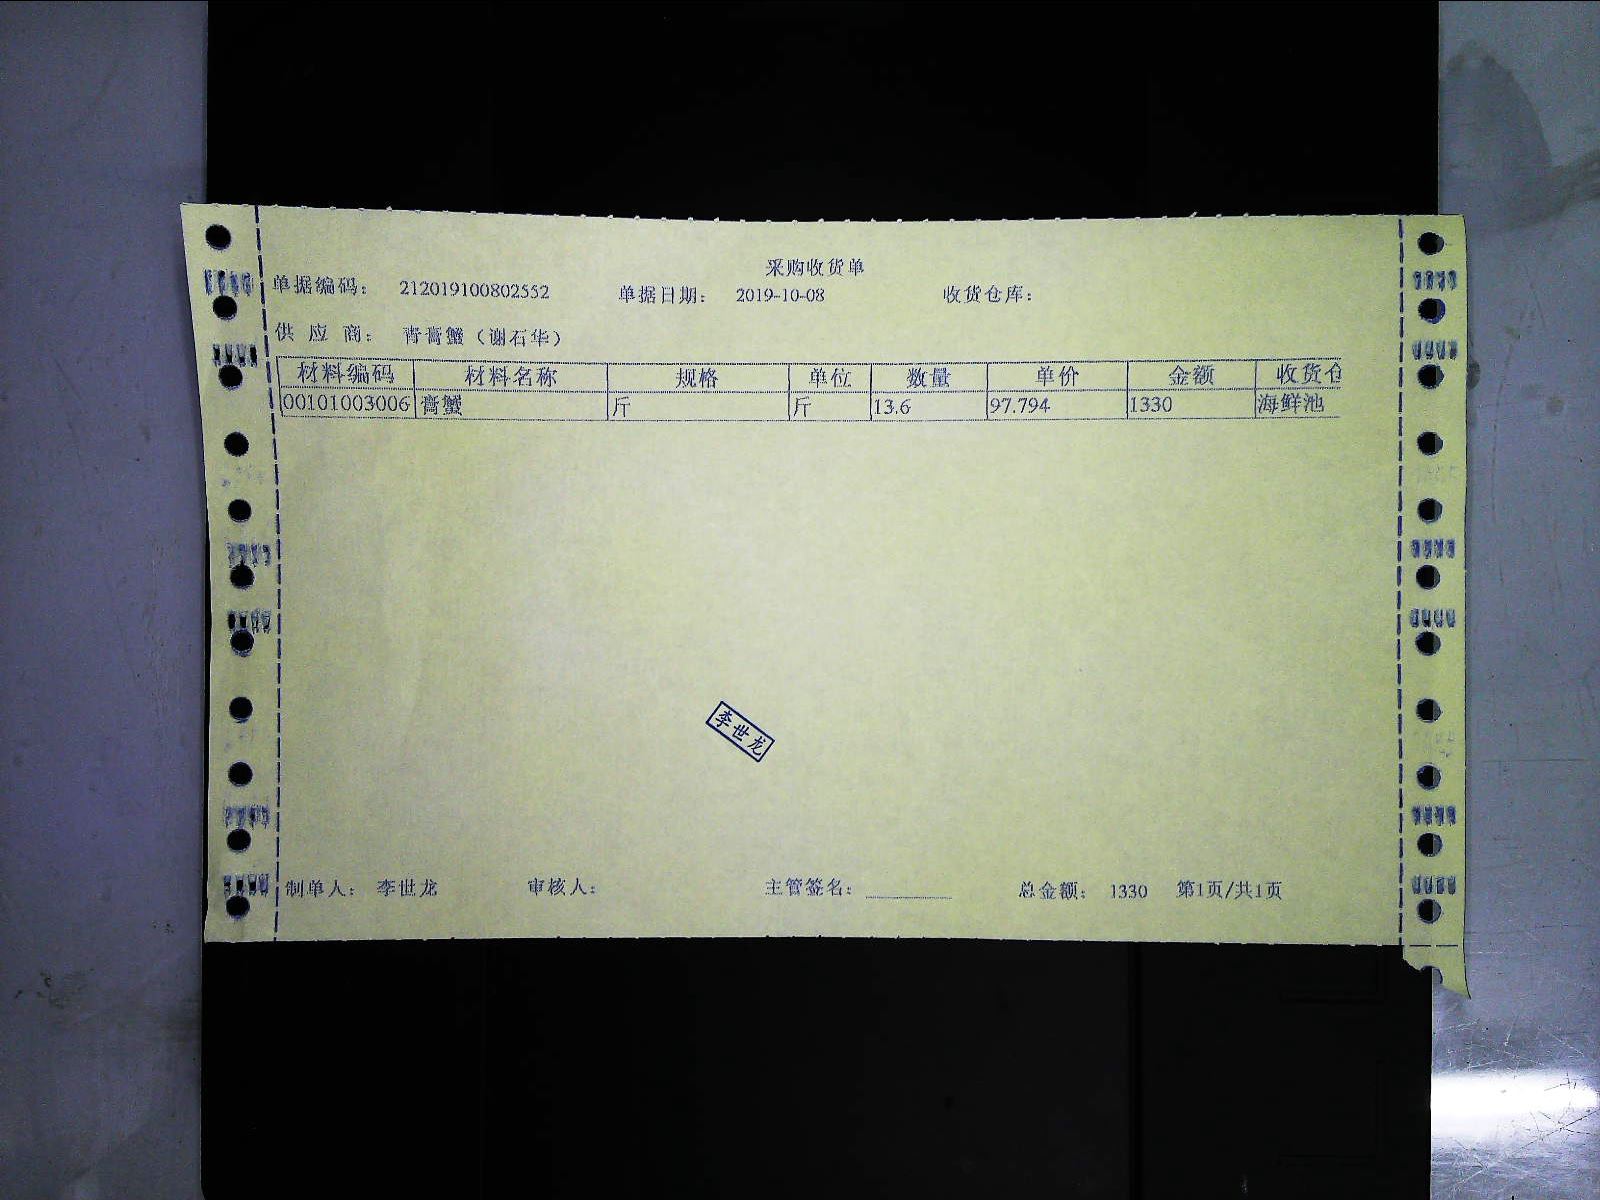 采购收货单
单据编码： 212019100802552 单据日期： 2019-10-08 收货仓库：
供 应 商： 青膏蟹（谢石华）
材料编码 材料名称 规格 单位 数量 单价 金额 收货仓
00101003006 膏蟹 斤 斤 13.6 97.794 1330 海鲜池
李世龙
制单人： 李世龙 审核人： 主管签名： 总金额： 1330 第1页/共1页